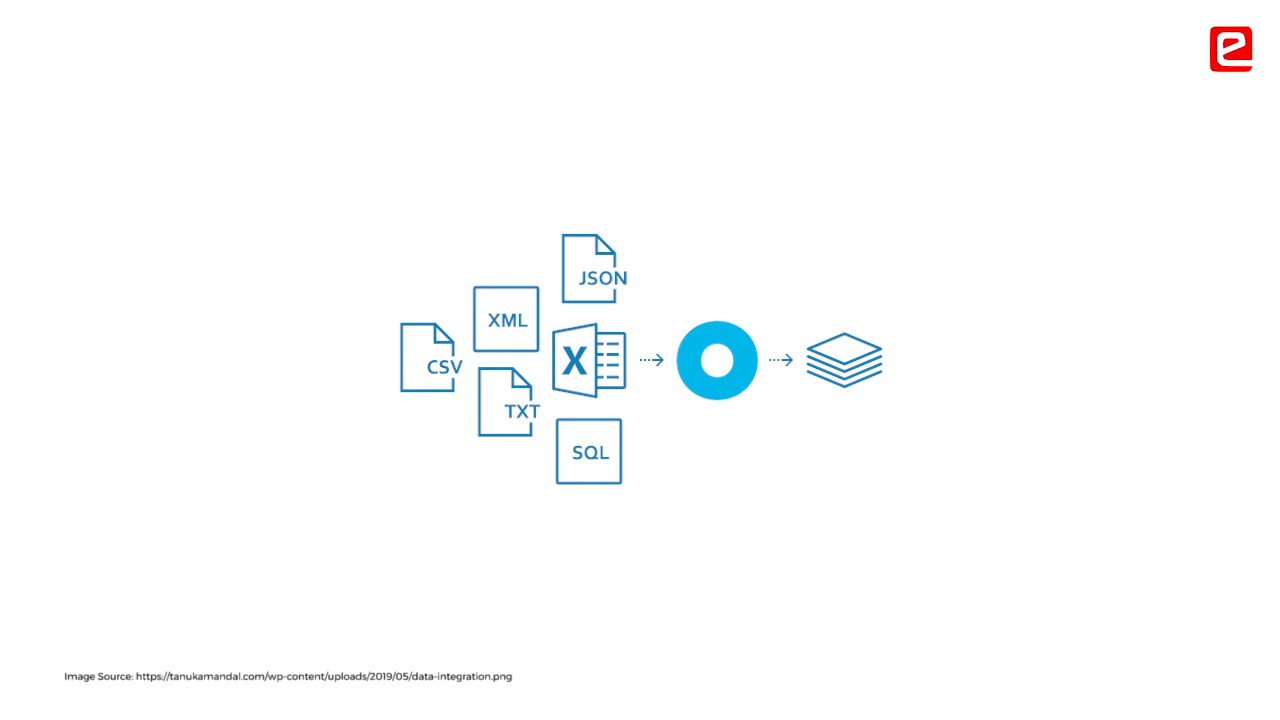 JSON
XML
CSV
X
TXT
SQL
Image Source: https://tanukamandal.com/wp-content/uploads/2019/05/data-integration.png